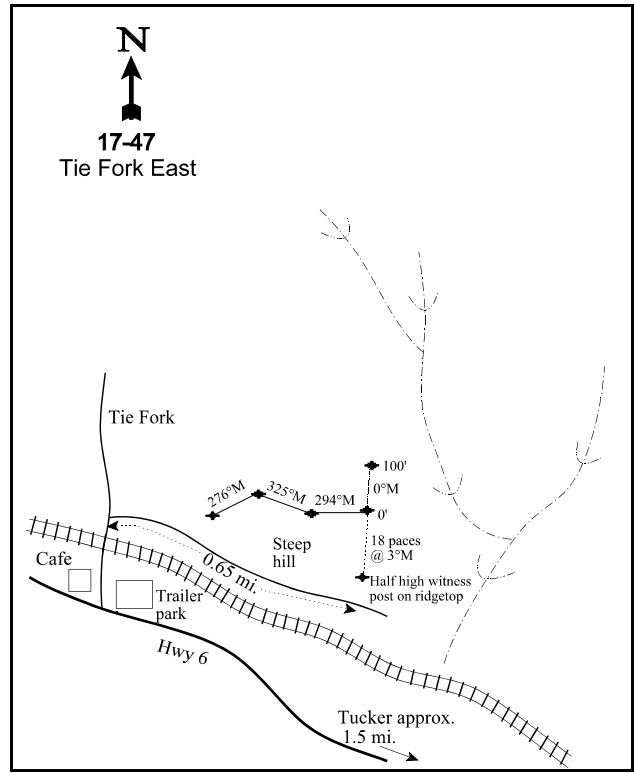 N
17-47
Tie Fork East
Tie Fork
100'
276°M
325°M
294°M
0°M
0'
18 paces
@ 3°M
Steep
hill
Half high witness
post on ridgetop
0.65 mi.
Cafe
Trailer
park
Hwy 6
Tucker approx.
1.5 mi.